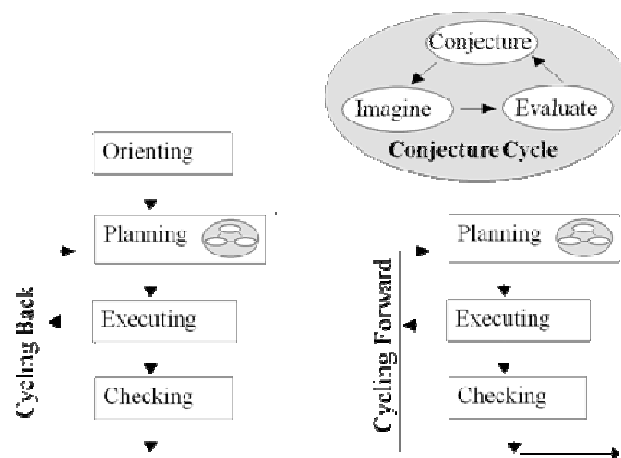 Conjecture
Imagine
Evaluate
Conjecture Cycle
Orienting
Planning
Executing
Checking
Cycling Back
Planning
Executing
Checking
Cycling Forward